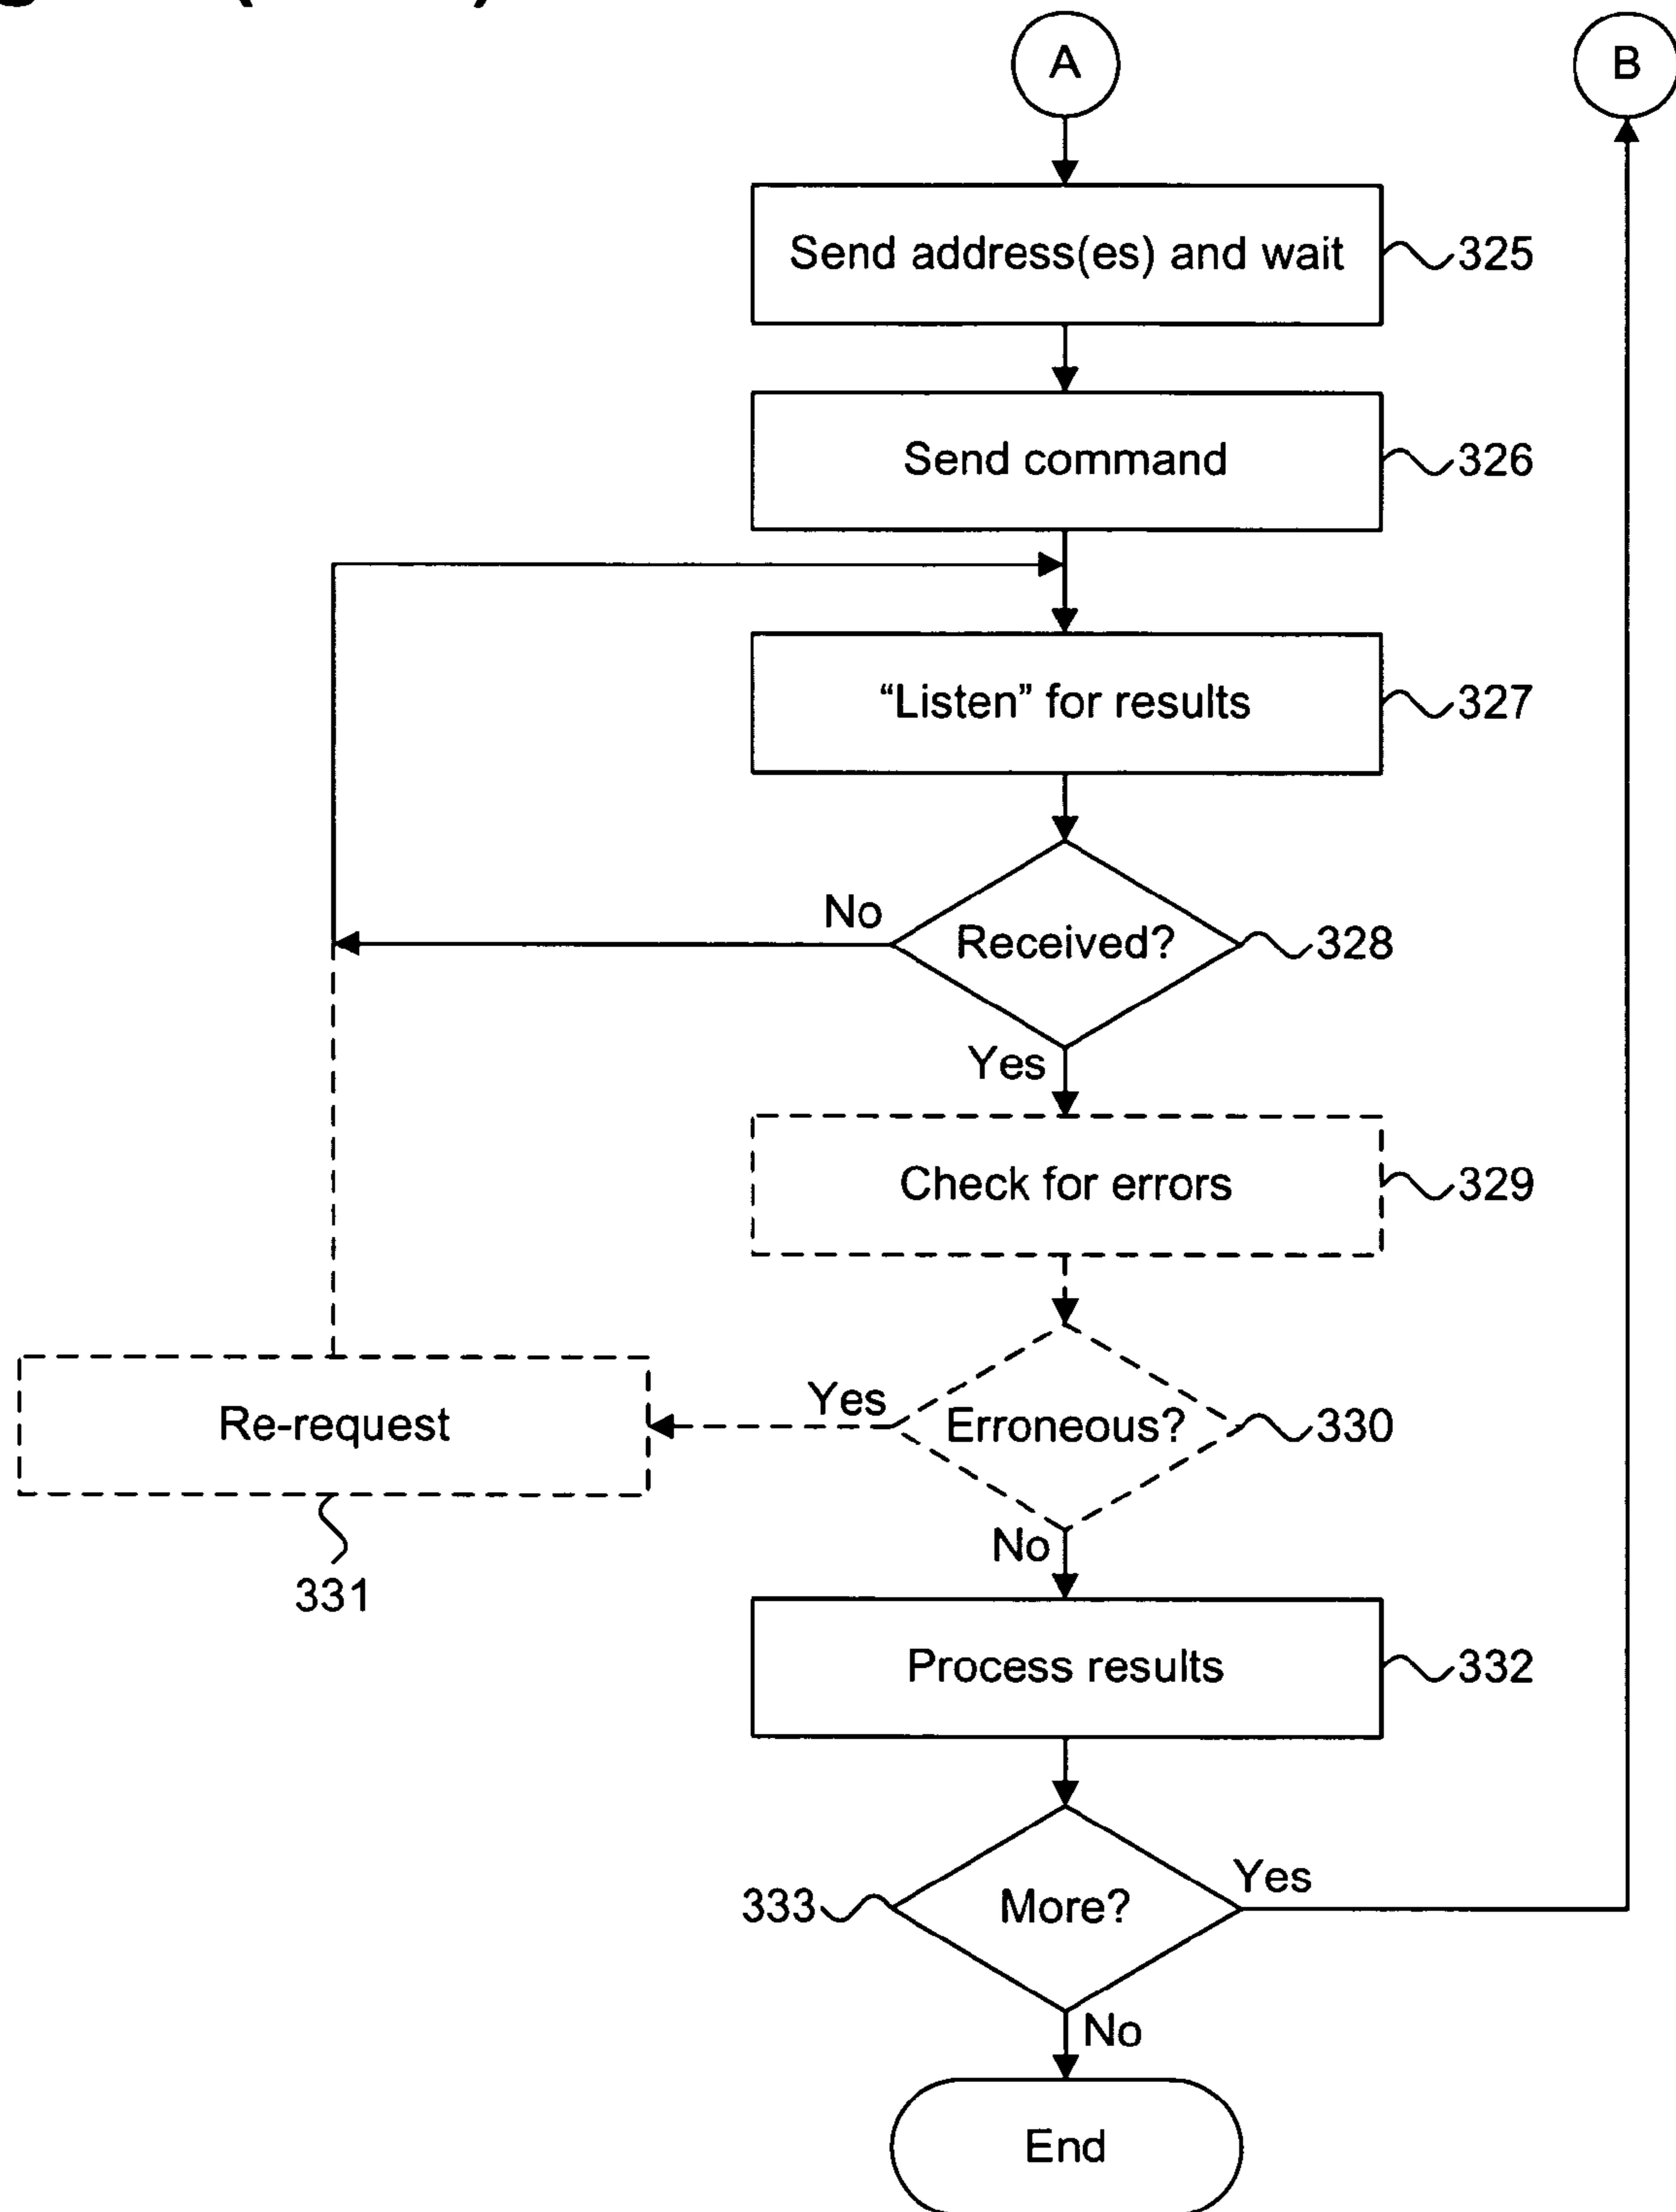 A
B
Send address(es) and wait
325
Send command
326
“Listen” for results
327
No
Received?
328
Yes
Check for errors
329
Re-request
Yes
Erroneous?
330
331
No
Process results
332
333
More?
Yes
No
End